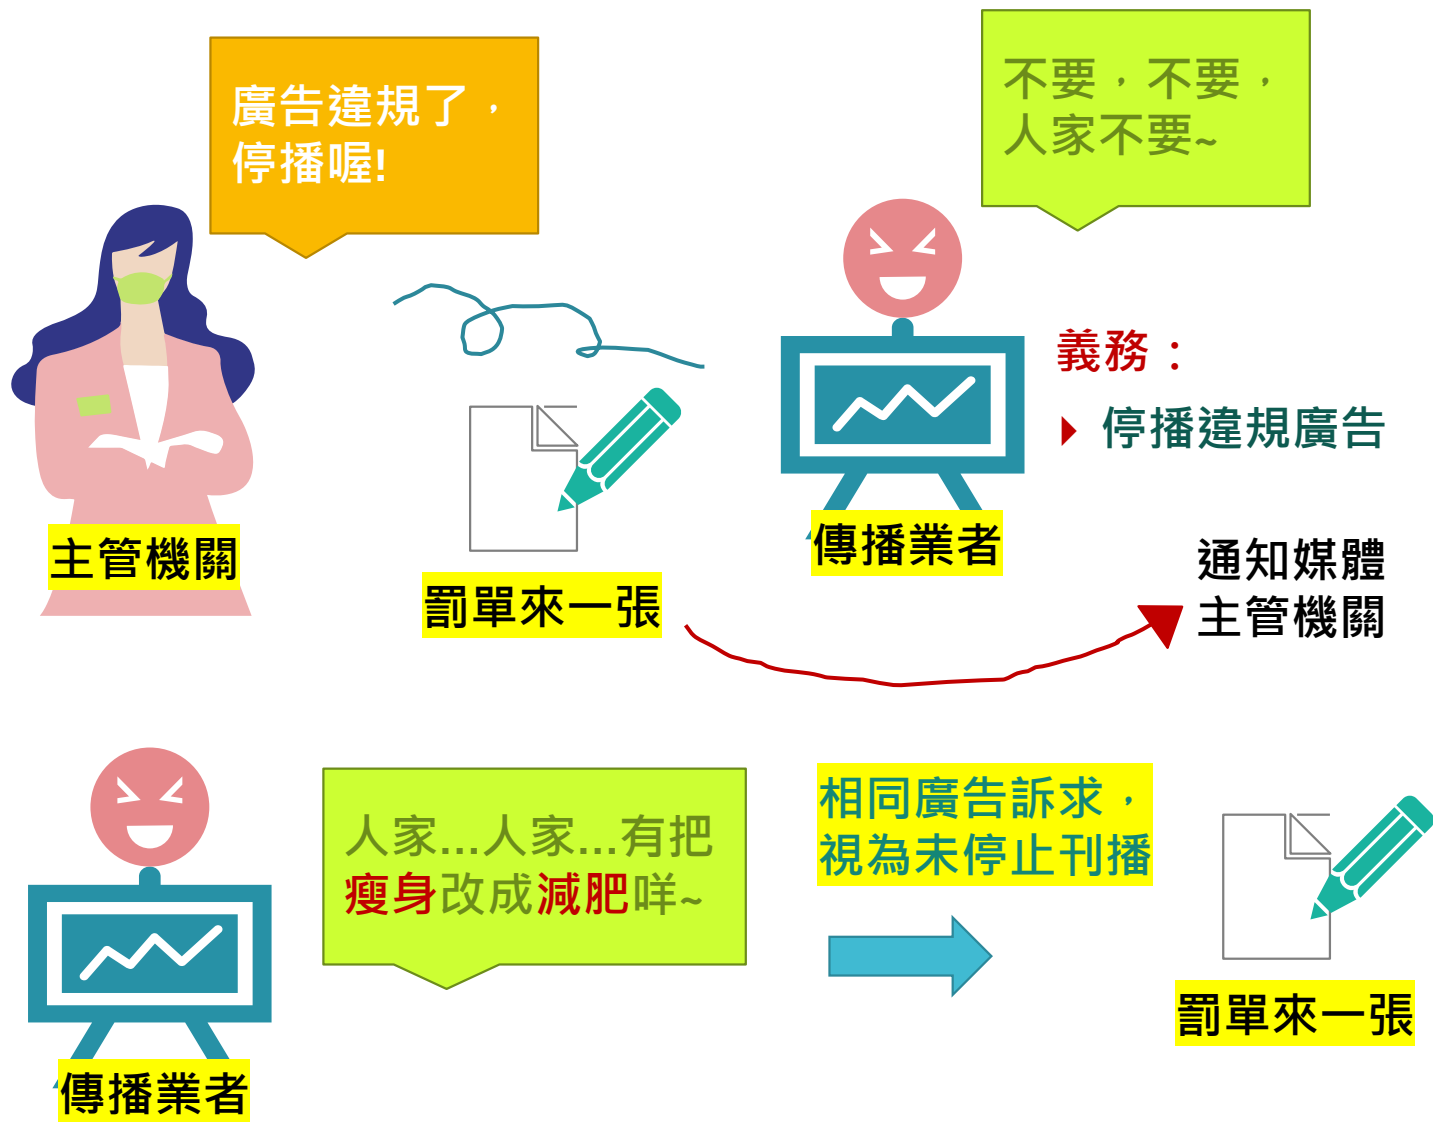 廣告違規了，
停播喔!
不要，不要，
人家不要~
義務：
停播違規廣告
主管機關
罰單來一張
傳播業者
通知媒體
主管機關
人家...人家...有把
瘦身改成減肥咩~
相同廣告訴求，
視為未停止刊播
罰單來一張
傳播業者